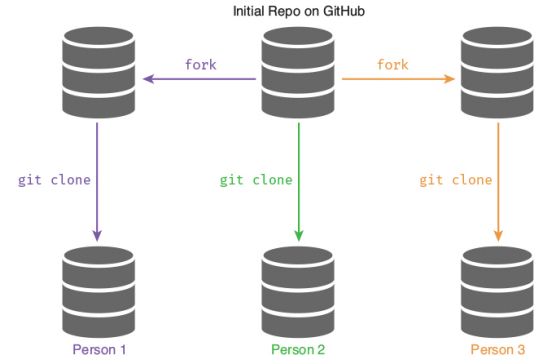 Initial Repo on GitHub
fork
fork
git clone
git clone
git clone
Person 1
Person 2
Person 3